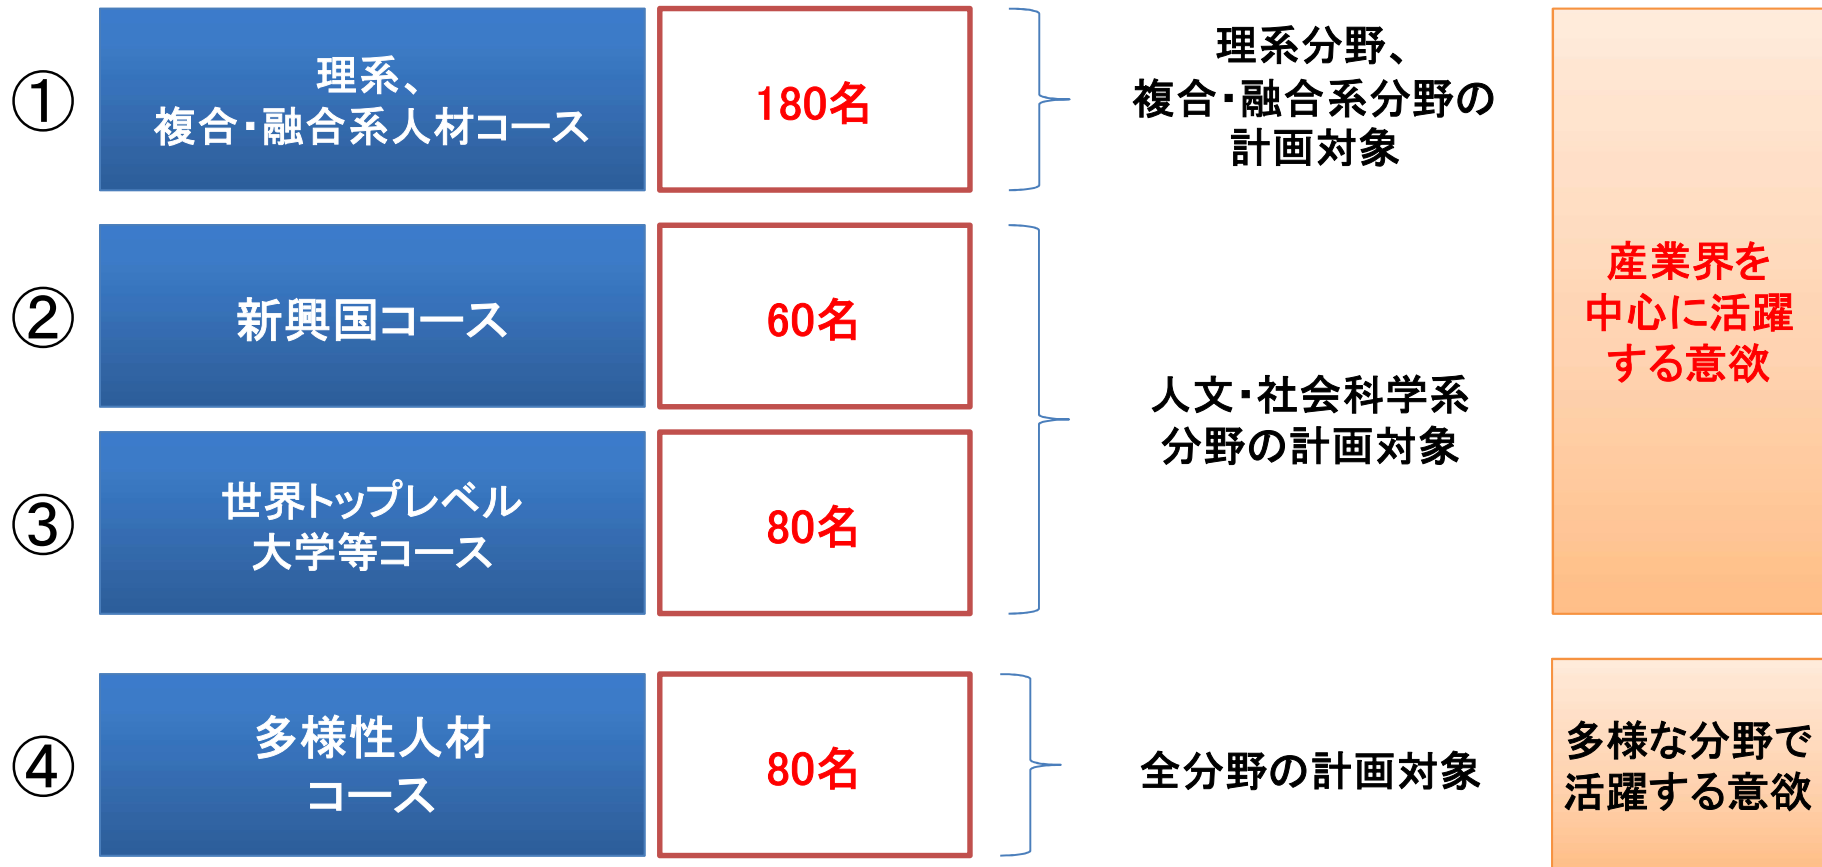 ①
理系、
複合・融合系人材コース
180名
理系分野、
複合・融合系分野の
計画対象
②
新興国コース
60名
③
世界トップレベル
大学等コース
80名
人文・社会科学系
分野の計画対象
産業界を
中心に活躍
する意欲
④
多様性人材
コース
80名
全分野の計画対象
多様な分野で
活躍する意欲